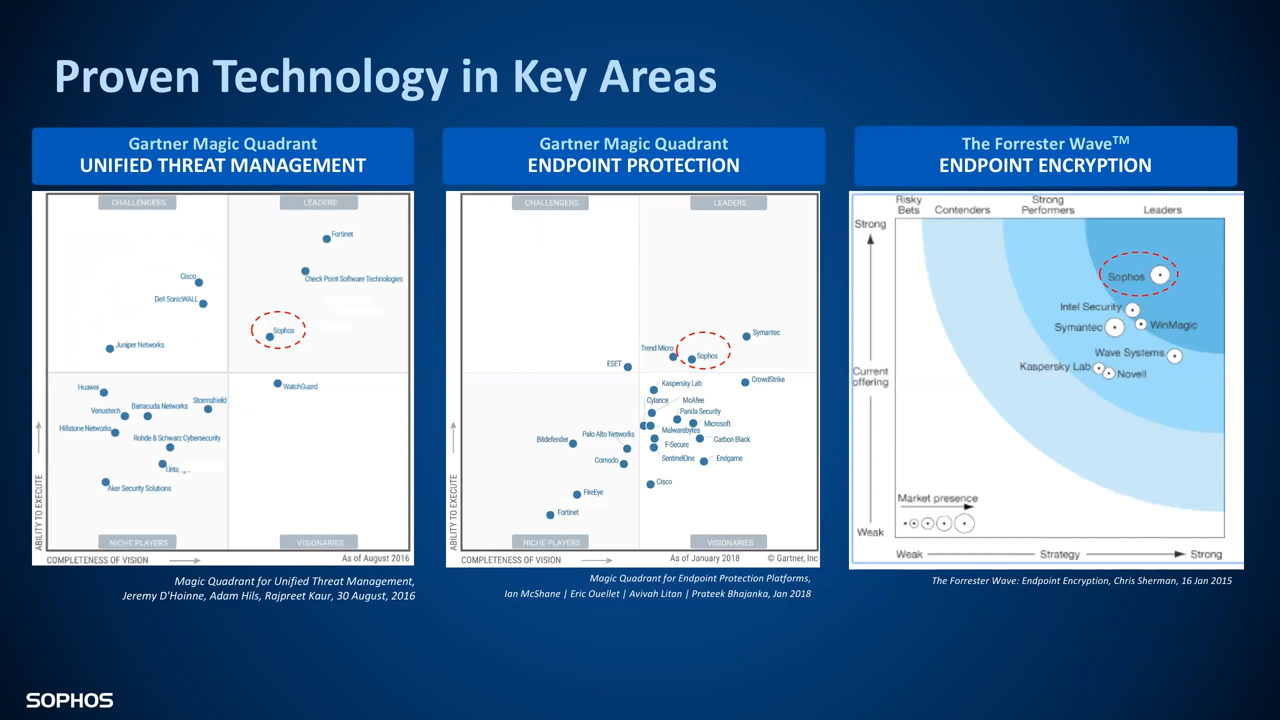 Proven Technology in Key Areas
Gartner Magic Quadrant
UNIFIED THREAT MANAGEMENT
CHALLENGERS
LEADERS
Fortinet
Cisco
Check Point Software Technologies
Dell SonicWALL
Sophos
Juniper Networks
Huawei
WatchGuard
Stormshield
Venustech
Barracuda Networks
Hillstone Networks
Rohde & Schwarz Cybersecurity
Aker Security Solutions
NICHE PLAYERS
VISIONARIES
ABILITY TO EXECUTE
COMPLETENESS OF VISION
As of August 2016
Magic Quadrant for Unified Threat Management,
Jeremy D'Hoinne, Adam Hils, Rajpreet Kaur, 30 August, 2016
Gartner Magic Quadrant
ENDPOINT PROTECTION
CHALLENGERS
LEADERS
Symantec
Trend Micro
Sophos
ESET
CrowdStrike
Kaspersky Lab
Cylance
McAfee
Panda Security
Microsoft
Malwarebytes
Palo Alto Networks
Bitdefender
Carbon Black
F-Secure
Comodo
SentinelOne
Endgame
Cisco
FireEye
Fortinet
NICHE PLAYERS
VISIONARIES
ABILITY TO EXECUTE
COMPLETENESS OF VISION
As of January 2018
© Gartner, Inc
Magic Quadrant for Endpoint Protection Platforms,
Ian McShane | Eric Ouellet | Avivah Litan | Prateek Bhajanka, Jan 2018
The Forrester Wave™
ENDPOINT ENCRYPTION
Risky
Bets
Contenders
Strong
Performers
Leaders
Strong
Sophos
Intel Security
Symantec
WinMagic
Wave Systems
Kaspersky Lab
Novell
Current
offering
Market presence
Weak
Weak
Strategy
Strong
The Forrester Wave: Endpoint Encryption, Chris Sherman, 16 Jan 2015
SOPHOS